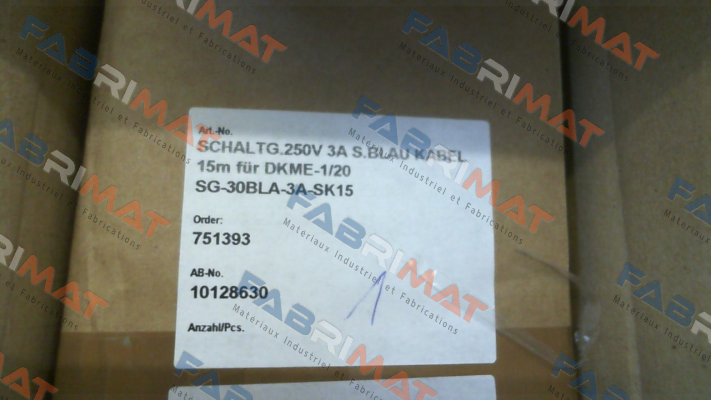 Art.-No.
SCHALTG.250V 3A S.BLAU KABEL
15m für DKME-1/20
SG-30BLA-3A-SK15
Order:
751393
AB-No.
10128630
Anzahl/Pcs.
1
FABRIMAT
Materiaux Industriel et Fabrications